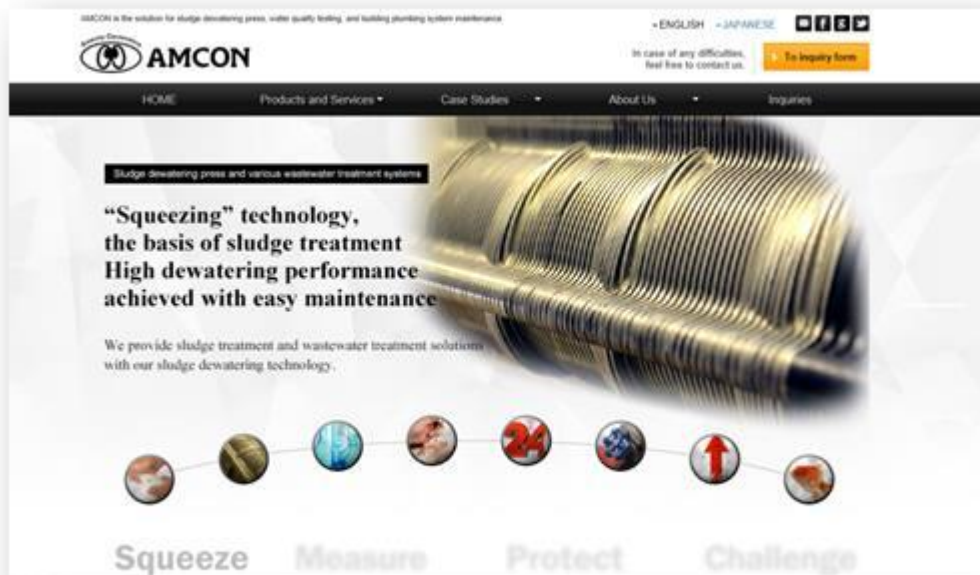 AMCON is the solution for sludge dewatering press, water quality testing, and building plumbing system maintenance
ENGLISH JAPANESE
AMCON
In case of any difficulties,
feel free to contact us.
To inquiry form
HOME Products and Services Case Studies About Us Inquiries
Sludge dewatering press and various wastewater treatment systems
“Squeezing” technology,
the basis of sludge treatment
High dewatering performance
achieved with easy maintenance
We provide sludge treatment and wastewater treatment solutions
with our sludge dewatering technology.
24
Squeeze Measure Protect Challenge